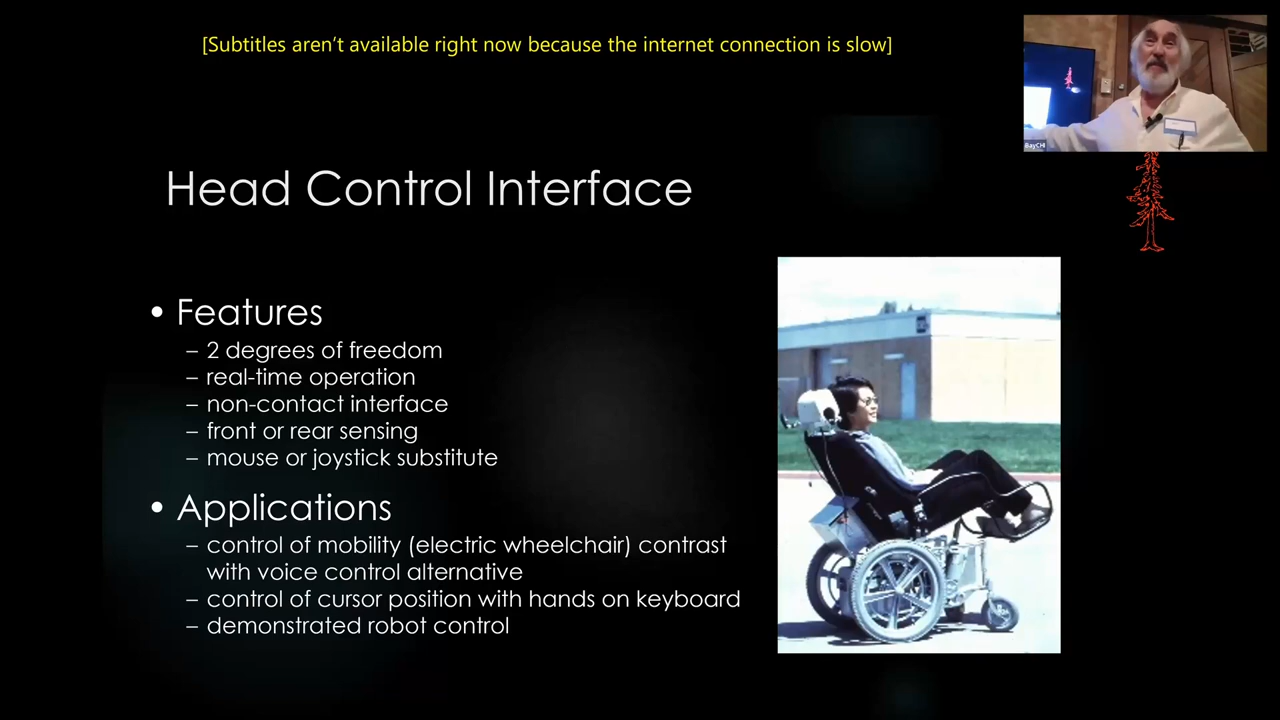 [Subtitles aren't available right now because the internet connection is slow]
BayCHI
Head Control Interface
• Features
– 2 degrees of freedom
– real-time operation
– non-contact interface
– front or rear sensing
– mouse or joystick substitute
• Applications
– control of mobility (electric wheelchair) contrast
with voice control alternative
– control of cursor position with hands on keyboard
– demonstrated robot control